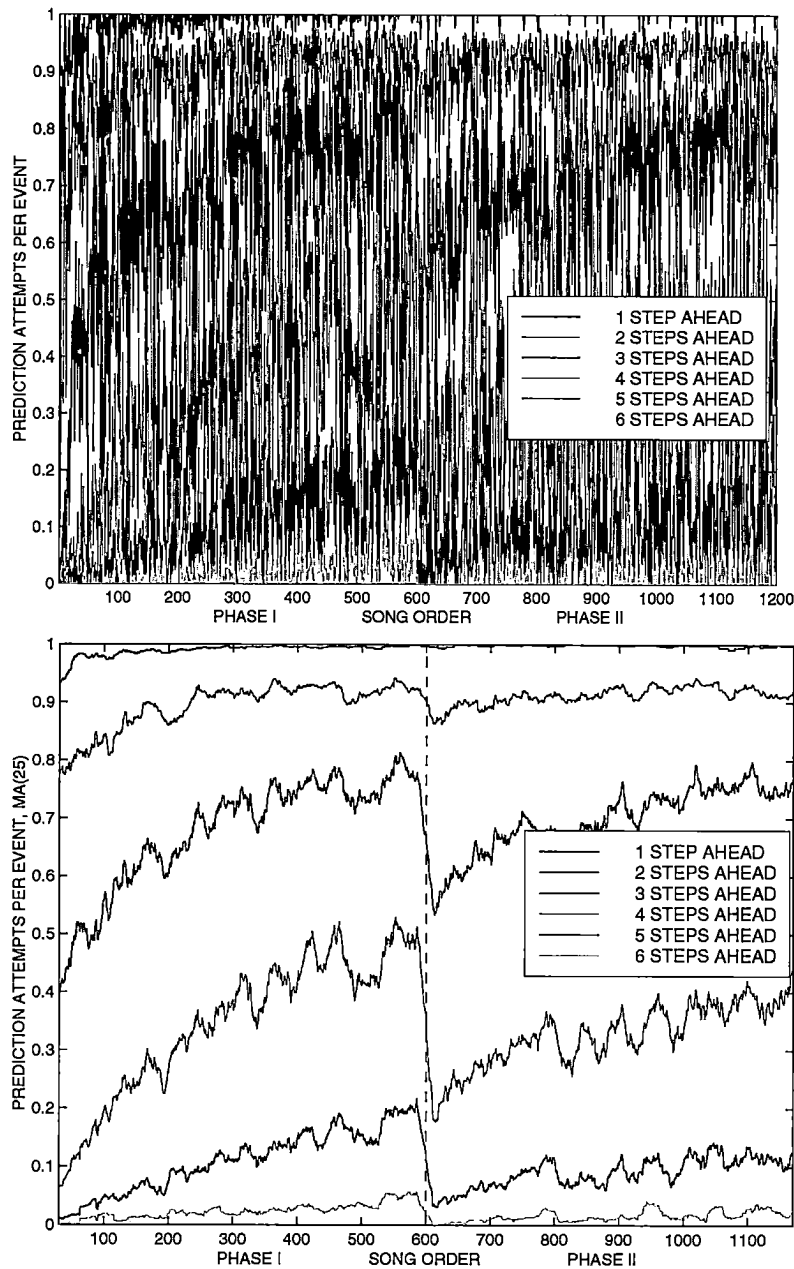 PREDICTION ATTEMPTS PER EVENT
1
0.9
0.8
0.7
0.6
0.5
0.4
0.3
0.2
0.1
0
1 STEP AHEAD
2 STEPS AHEAD
3 STEPS AHEAD
4 STEPS AHEAD
5 STEPS AHEAD
6 STEPS AHEAD
100 200 300 400 500 600 700 800 900 1000 1100 1200
PHASE I SONG ORDER PHASE II
PREDICTION ATTEMPTS PER EVENT, MA(25)
1
0.9
0.8
0.7
0.6
0.5
0.4
0.3
0.2
0.1
0
1 STEP AHEAD
2 STEPS AHEAD
3 STEPS AHEAD
4 STEPS AHEAD
5 STEPS AHEAD
6 STEPS AHEAD
100 200 300 400 500 600 700 800 900 1000 1100
PHASE I SONG ORDER PHASE II